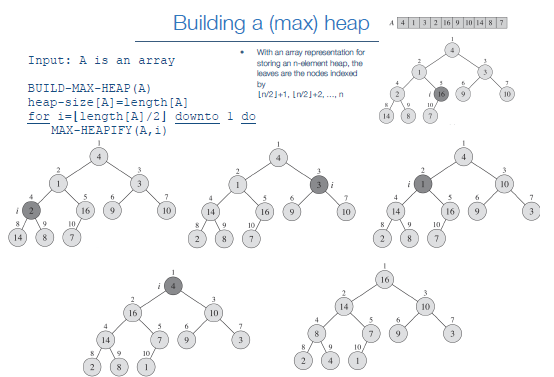 Building a (max) heap
A 4 1 3 2 16 9 10 14 8 7
Input: A is an array
BUILD-MAX-HEAP(A)
heap-size[A]=length[A]
for i=⌊length[A]/2⌋ downto 1 do
MAX-HEAPIFY(A,i)
• With an array representation for
storing an n-element heap, the
leaves are the nodes indexed
by
⌊n/2⌋+1, ⌊n/2⌋+2, ..., n
1
4
2 3
1 3
4 5 6 7
2 i 16 9 10
8 9 10
14 8 7
1
4
2 3
1 3
4 5 6 7
i 2 16 9 10
8 9 10
14 8 7
1
4
2 3
1 3 i
4 5 6 7
14 16 9 10
8 9 10
2 8 7
1
4
2 3
i 1 10
4 5 6 7
14 16 9 3
8 9 10
2 8 7
1
i 4
2 3
16 10
4 5 6 7
14 7 9 3
8 9 10
2 8 1
1
16
2 3
14 10
4 5 6 7
8 7 9 3
8 9 10
2 4 1